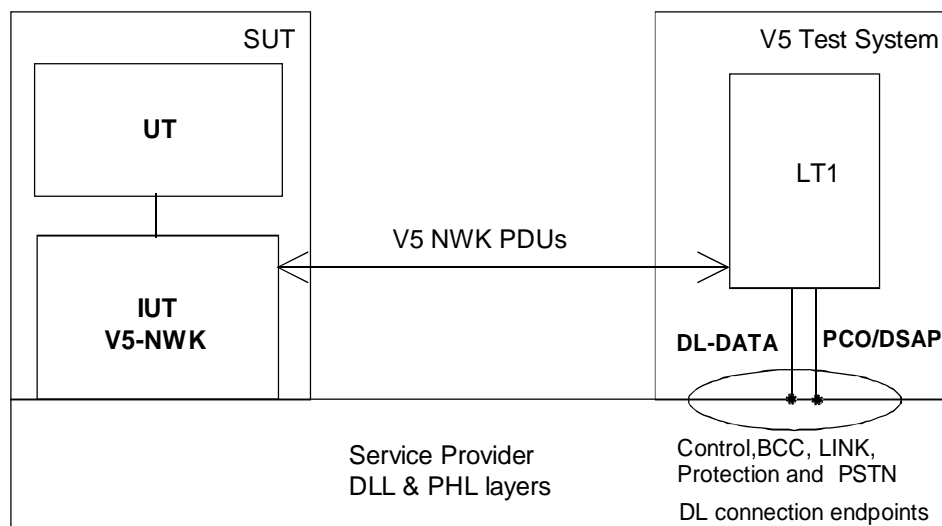 SUT
V5 Test System
UT
LT1
V5 NWK PDUs
IUT
V5-NWK
DL-DATA
PCO/DSAP
Service Provider
DLL & PHL layers
Control,BCC, LINK,
Protection and PSTN
DL connection endpoints